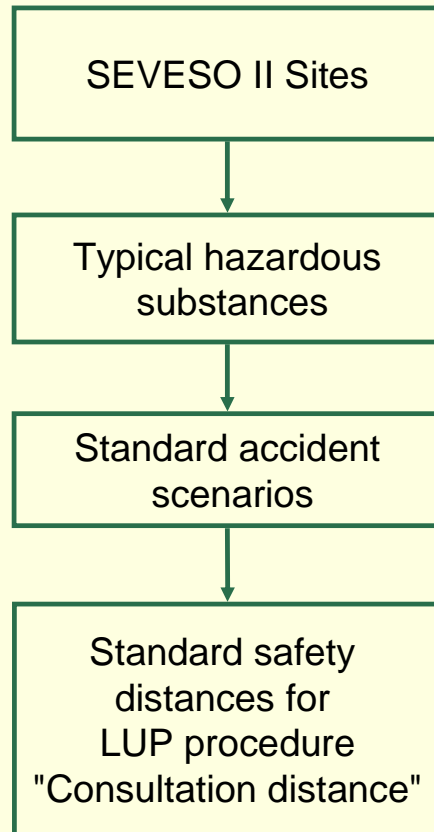 SEVESO II Sites
Typical hazardous
substances
Standard accident
scenarios
Standard safety
distances for
LUP procedure
"Consultation distance"